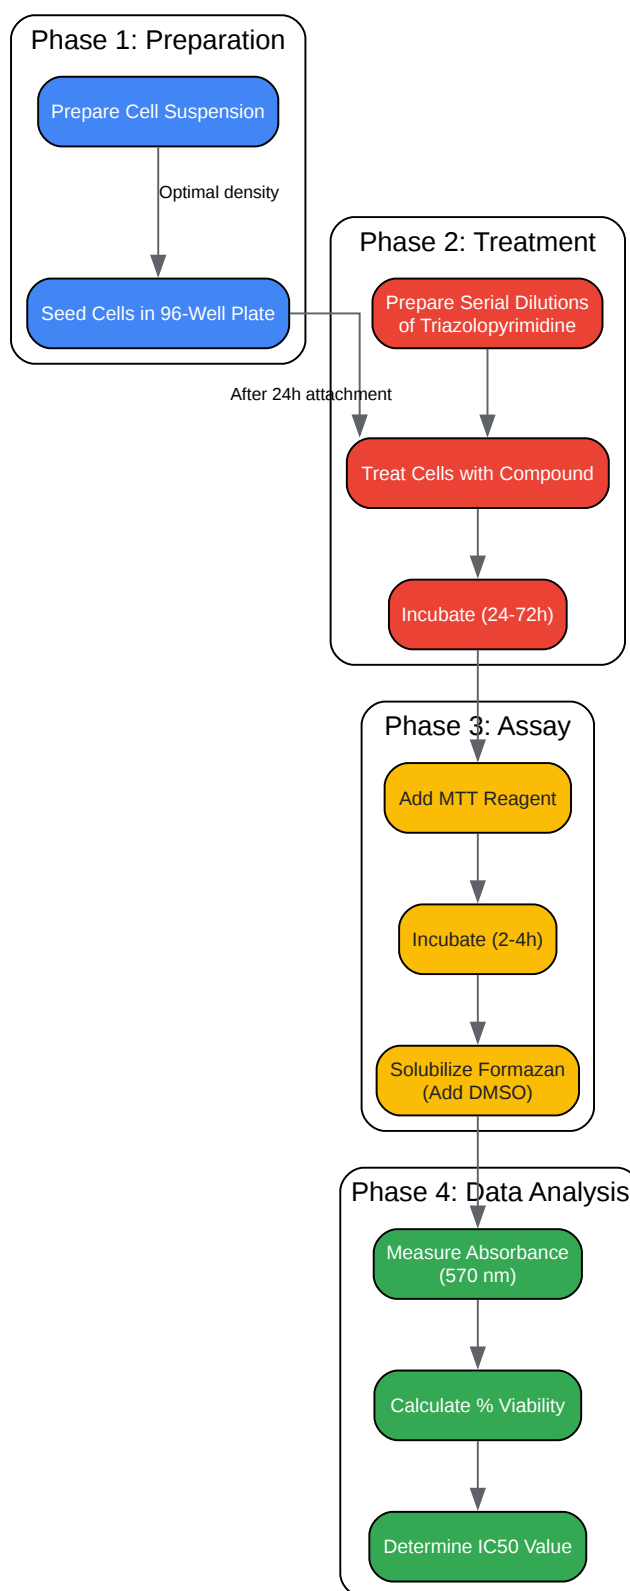 Phase 1: Preparation
Prepare Cell Suspension
Optimal density
Seed Cells in 96-Well Plate
Phase 2: Treatment
Prepare Serial Dilutions
of Triazolopyrimidine
After 24h attachment
Treat Cells with Compound
Incubate (24-72h)
Phase 3: Assay
Add MTT Reagent
Incubate (2-4h)
Solubilize Formazan
(Add DMSO)
Phase 4: Data Analysis
Measure Absorbance
(570 nm)
Calculate % Viability
Determine IC50 Value